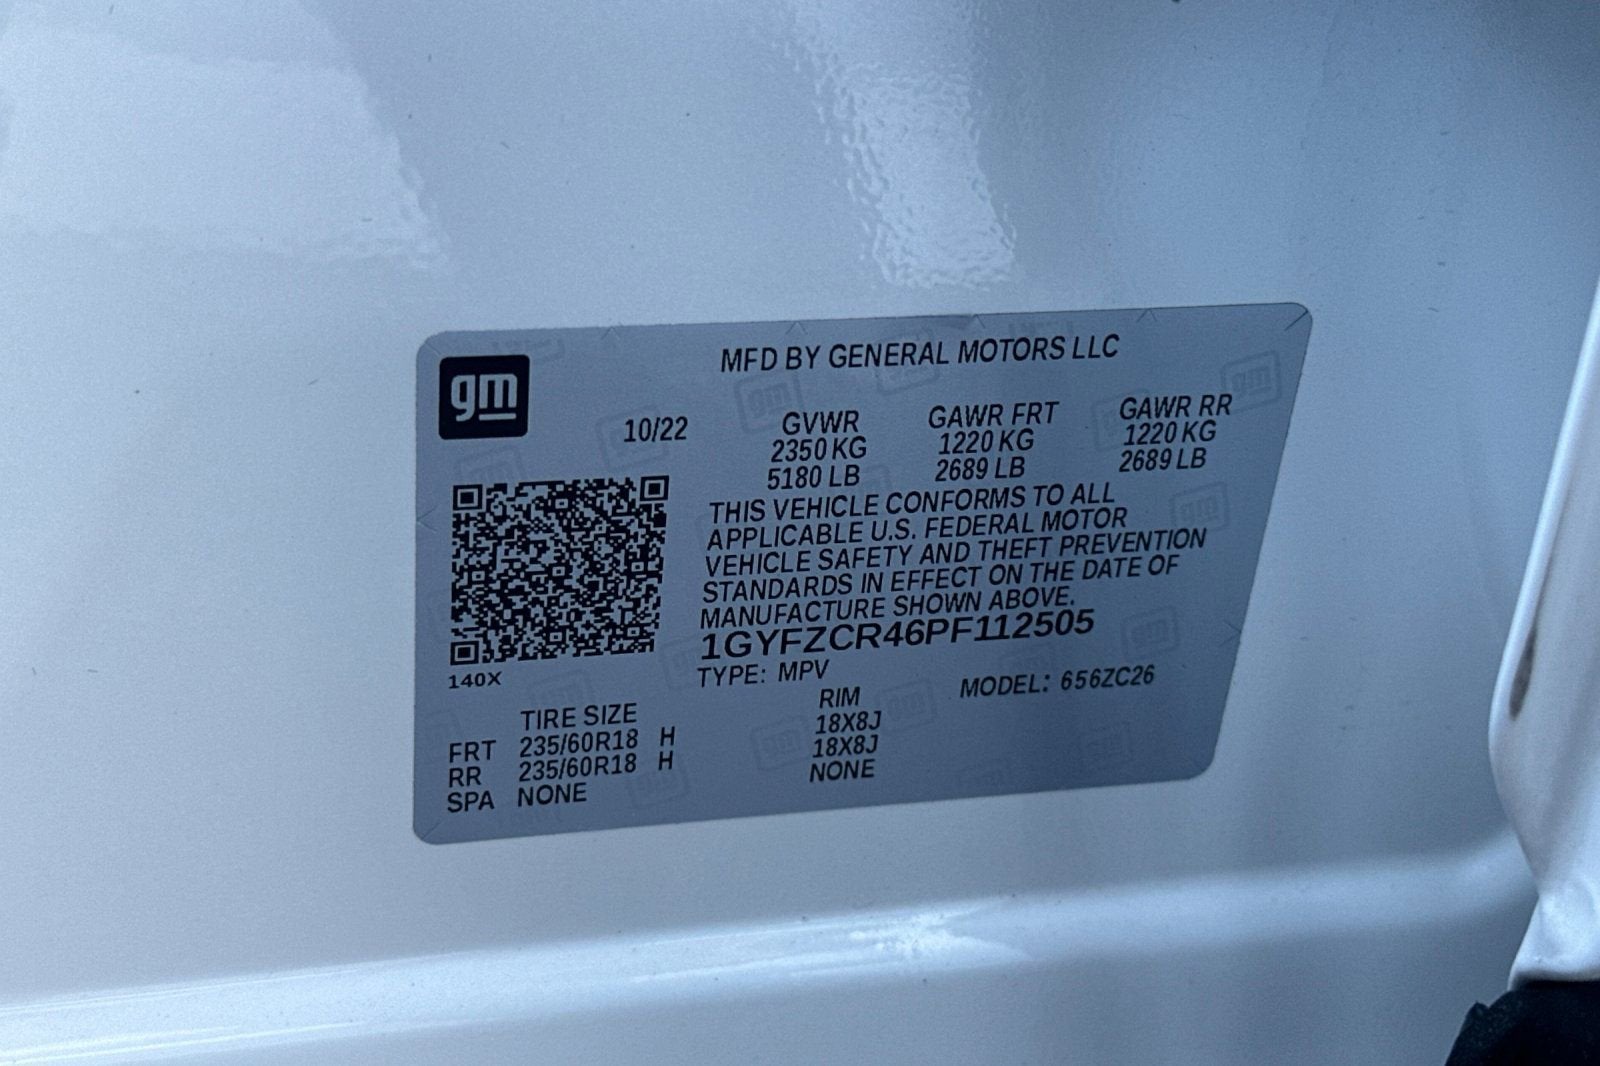 gm
MFD BY GENERAL MOTORS LLC
10/22 GVWR GAWR FRT GAWR RR
2350 KG 1220 KG 1220 KG
5180 LB 2689 LB 2689 LB
THIS VEHICLE CONFORMS TO ALL
APPLICABLE U.S. FEDERAL MOTOR
VEHICLE SAFETY AND THEFT PREVENTION
STANDARDS IN EFFECT ON THE DATE OF
MANUFACTURE SHOWN ABOVE.
1GYFZCR46PF112505
140X
TYPE: MPV MODEL: 656ZC26
TIRE SIZE RIM
FRT 235/60R18 H 18X8J
RR 235/60R18 H 18X8J
SPA NONE NONE